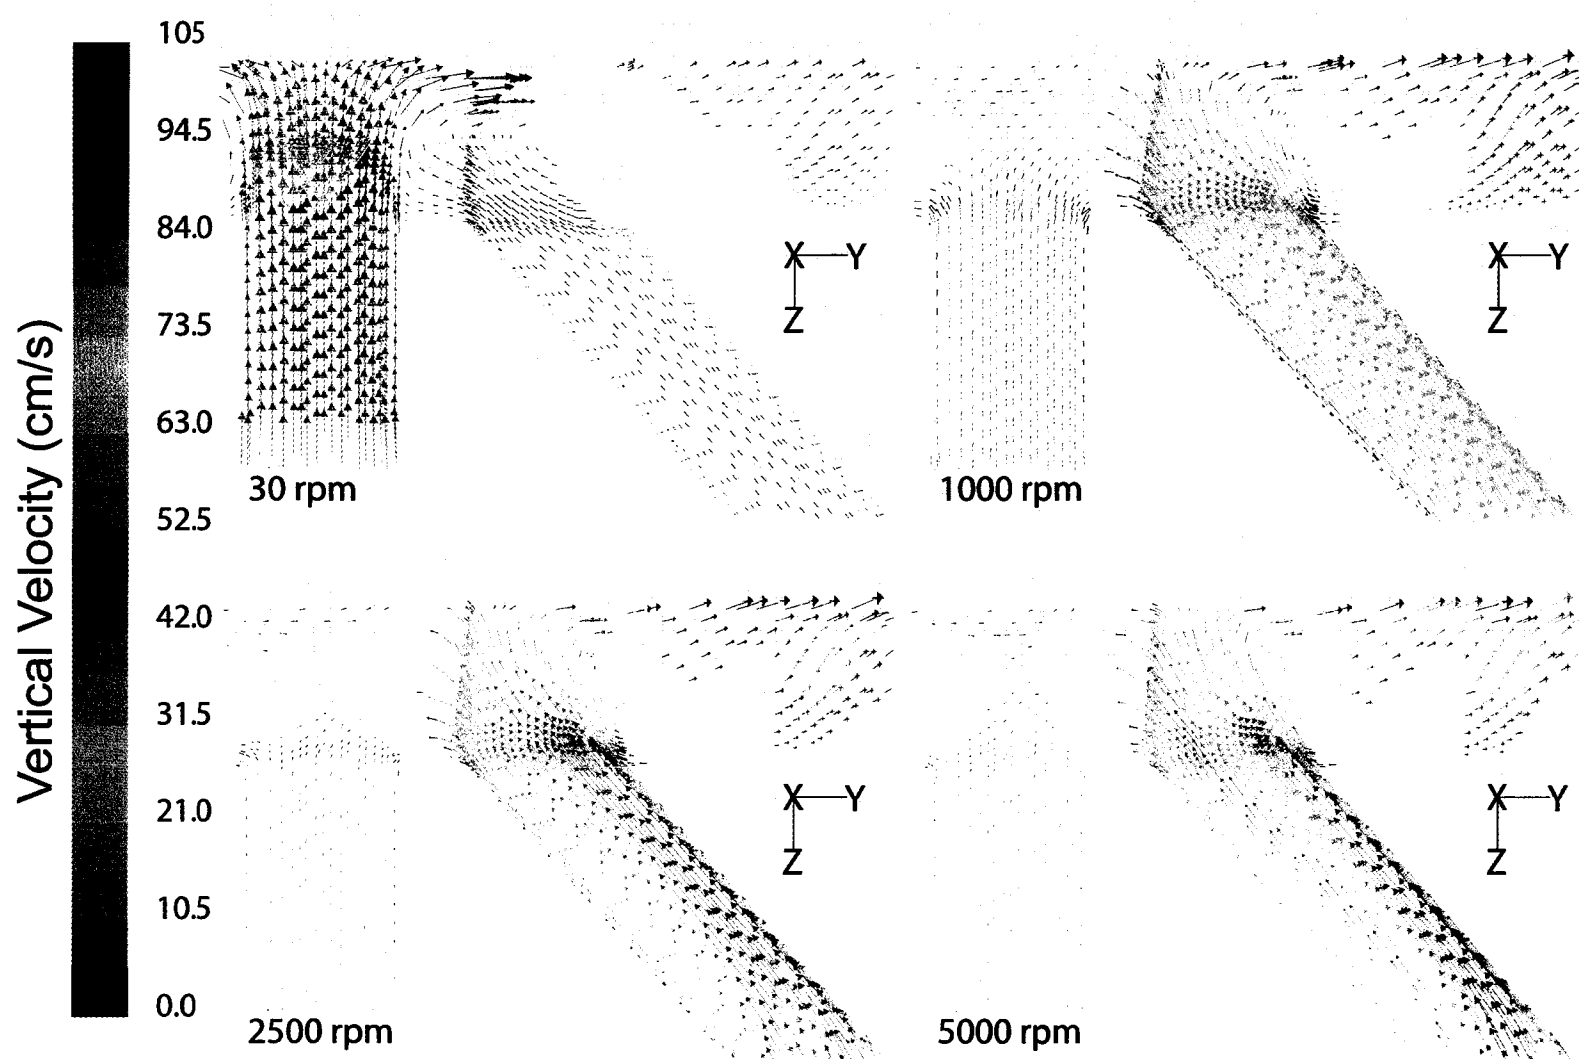 Vertical Velocity (cm/s)
105
94.5
84.0
73.5
63.0
52.5
42.0
31.5
21.0
10.5
0.0
X Y
Z
30 rpm
X Y
Z
1000 rpm
X Y
Z
2500 rpm
X Y
Z
5000 rpm